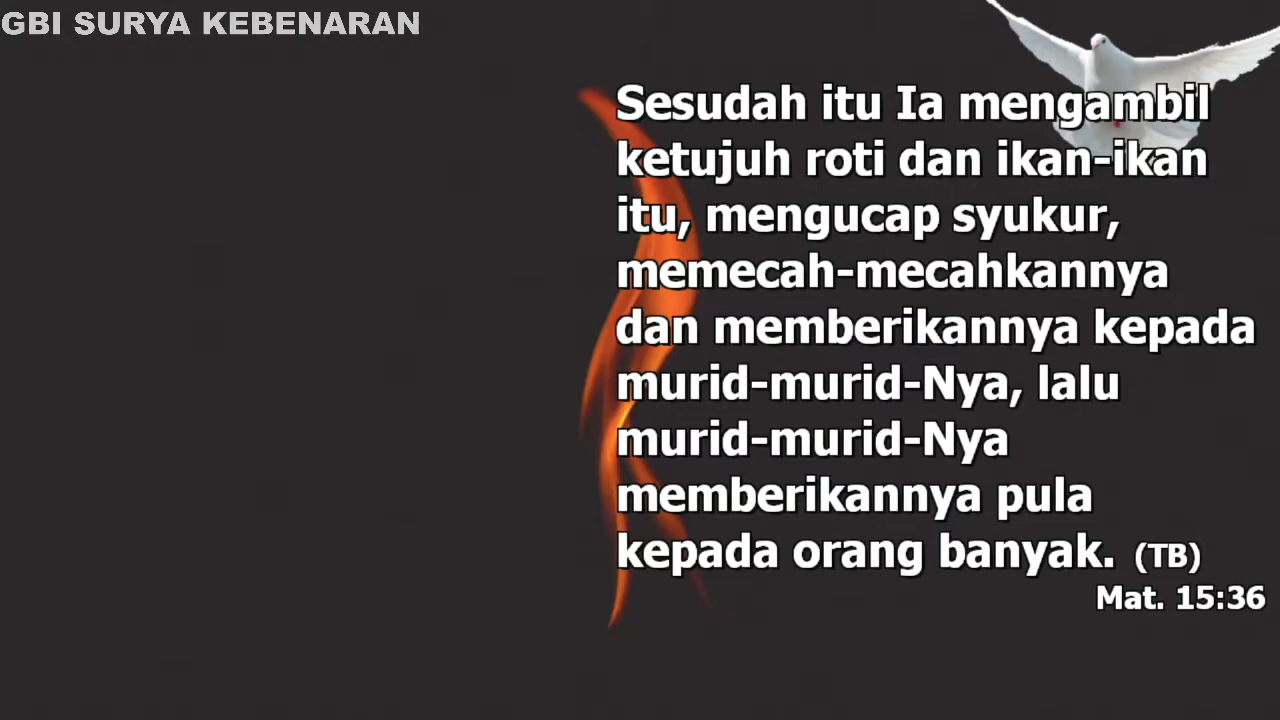 GBI SURYA KEBENARAN
Sesudah itu Ia mengambil
ketujuh roti dan ikan-ikan
itu, mengucap syukur,
memecah-mecahkannya
dan memberikannya kepada
murid-murid-Nya, lalu
murid-murid-Nya
memberikannya pula
kepada orang banyak. (TB)
Mat. 15:36